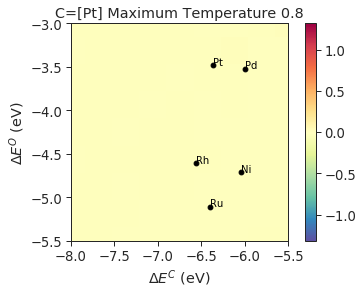 C=[Pt] Maximum Temperature 0.8
−3.0
−3.5
−4.0
−4.5
−5.0
−5.5
ΔE^O (eV)
Pt
Pd
Rh
Ni
Ru
−8.0 −7.5 −7.0 −6.5 −6.0 −5.5
ΔE^C (eV)
1.0
0.5
0.0
−0.5
−1.0